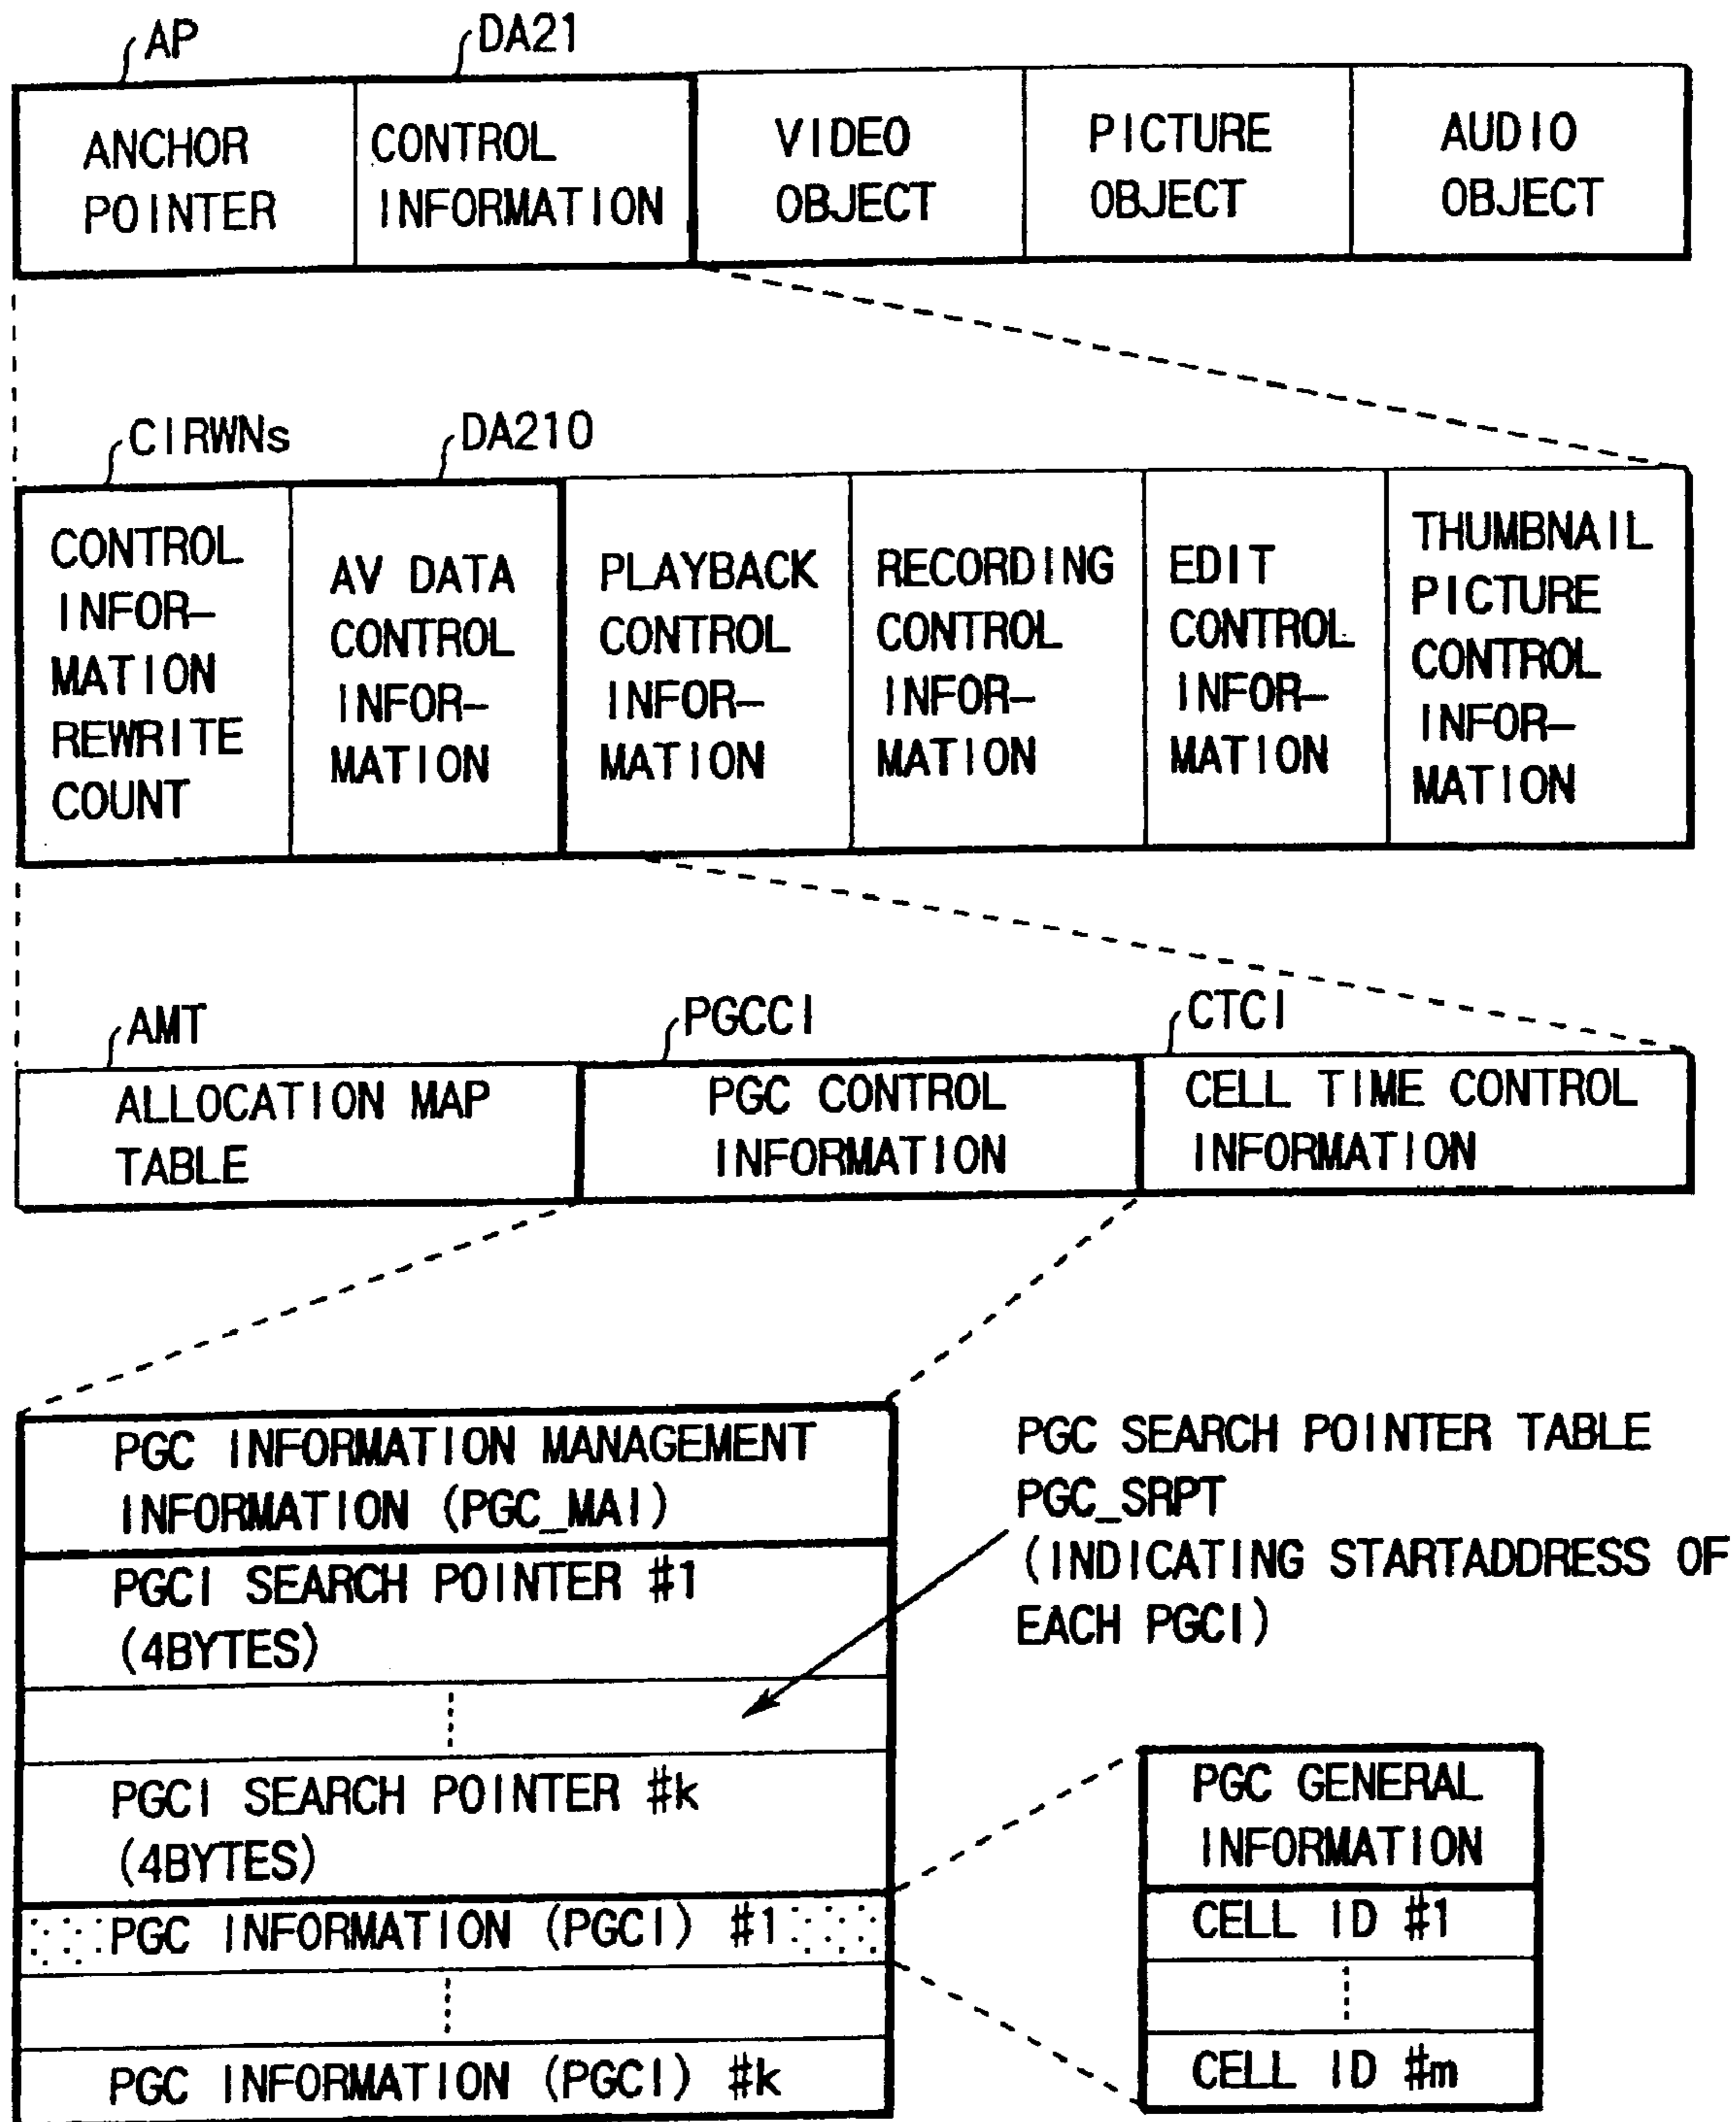 AP
DA21
ANCHOR
POINTER
CONTROL
INFORMATION
VIDEO
OBJECT
PICTURE
OBJECT
AUDIO
OBJECT
CIRWNs
DA210
CONTROL
INFOR-
MATION
REWRITE
COUNT
AV DATA
CONTROL
INFOR-
MATION
PLAYBACK
CONTROL
INFOR-
MATION
RECORDING
CONTROL
INFOR-
MATION
EDIT
CONTROL
INFOR-
MATION
THUMBNAIL
PICTURE
CONTROL
INFOR-
MATION
AMT
PGCCI
CTCI
ALLOCATION MAP
TABLE
PGC CONTROL
INFORMATION
CELL TIME CONTROL
INFORMATION
PGC INFORMATION MANAGEMENT
INFORMATION (PGC_MAI)
PGCI SEARCH POINTER #1
(4BYTES)
PGCI SEARCH POINTER #k
(4BYTES)
PGC INFORMATION (PGCI) #1
PGC INFORMATION (PGCI) #k
PGC SEARCH POINTER TABLE
PGC_SRPT
(INDICATING STARTADDRESS OF
EACH PGCI)
PGC GENERAL
INFORMATION
CELL ID #1
CELL ID #m